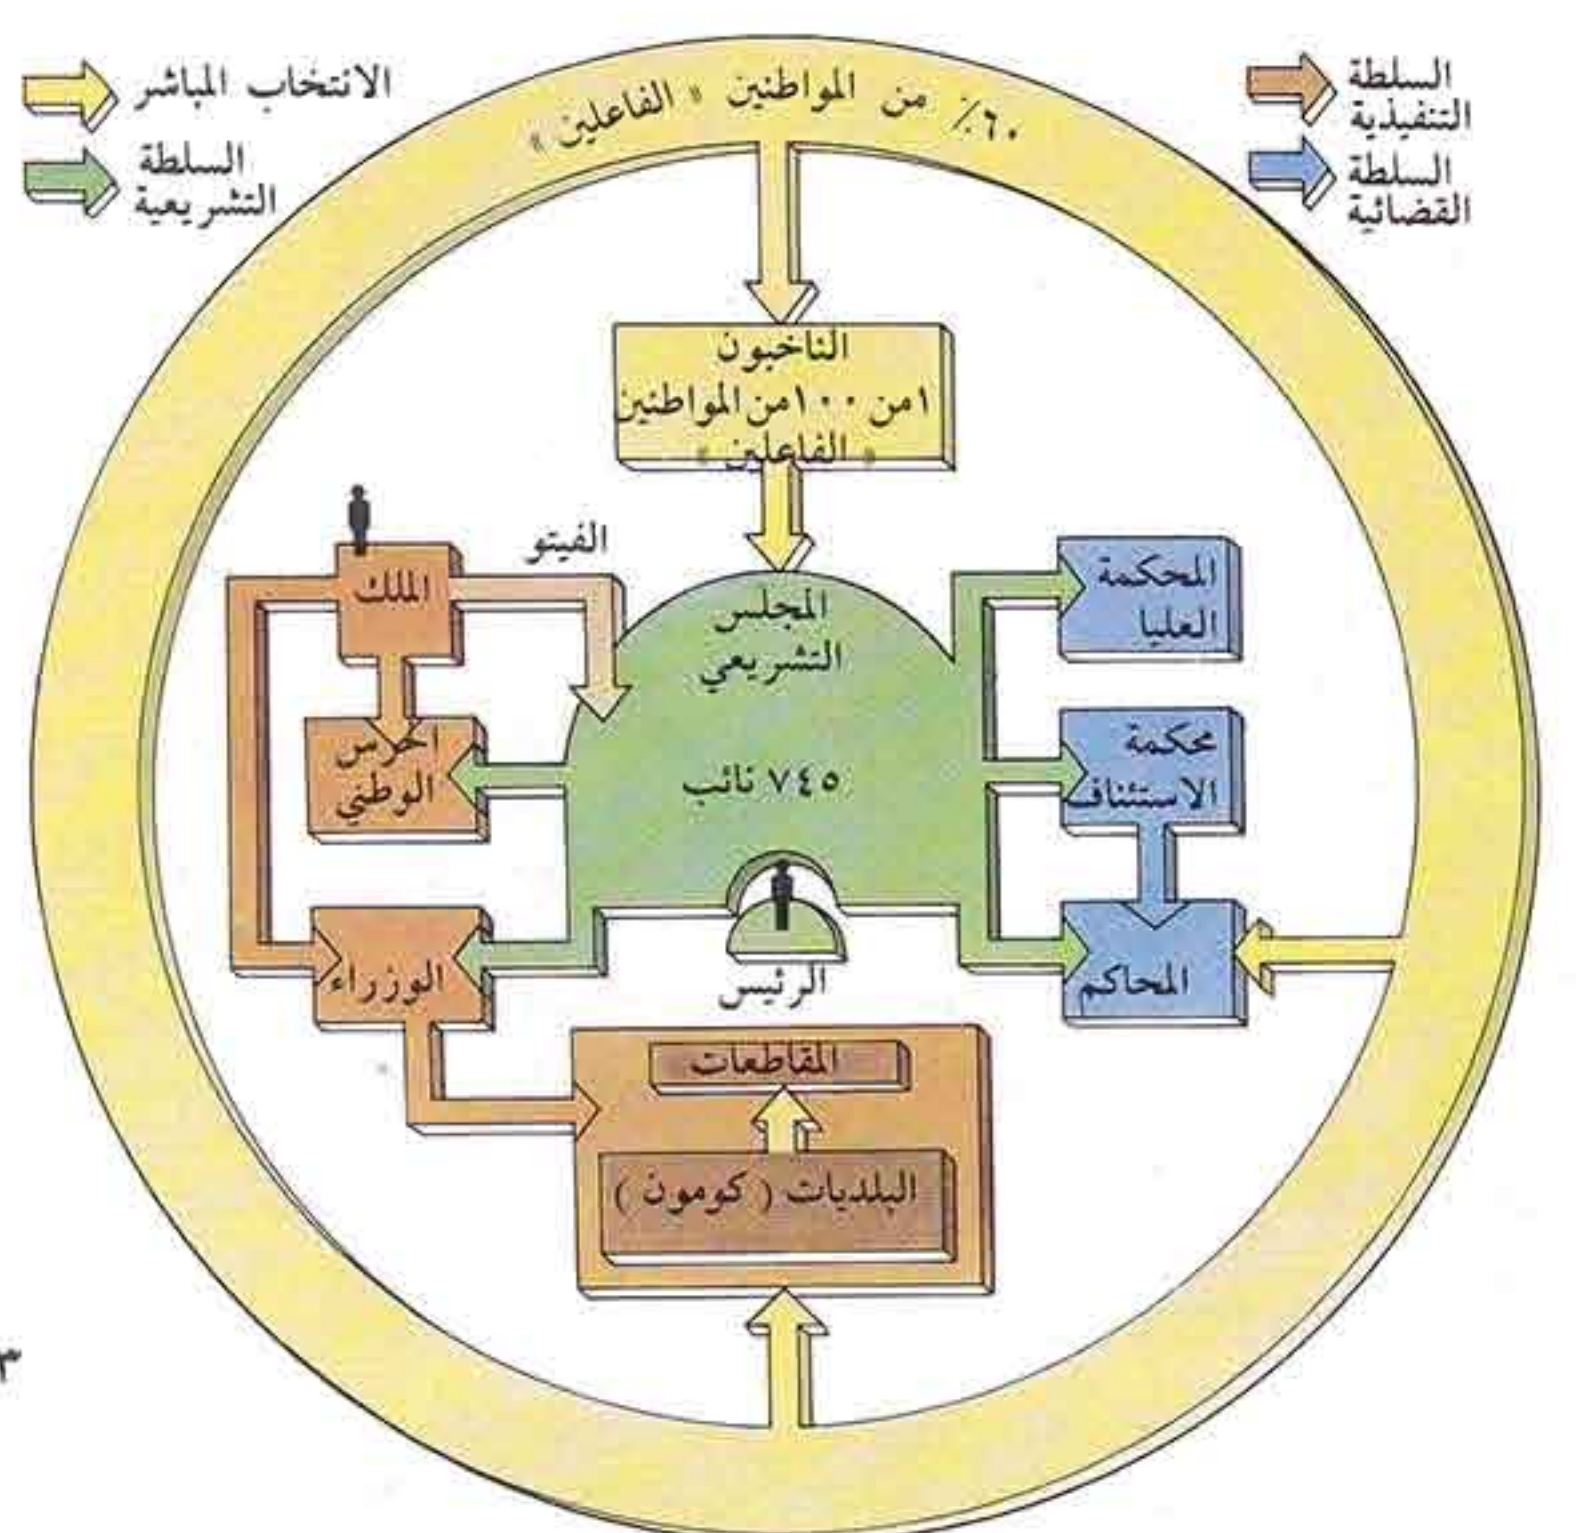 السلطة
التنفيذية
السلطة
القضائية
الانتخاب المباشر
السلطة
التشريعية
٦٠٪ من المواطنين « الفاعلين »
الناخبون
١ من ١٠٠ من المواطنين
« الفاعلين »
الفيتو
الملك
المجلس
التشريعي
٧٤٥ نائب
المحكمة
العليا
الحرس
الوطني
محكمة
الاستئناف
الوزراء
الرئيس
المحاكم
المقاطعات
البلديات ( كومون )
٣